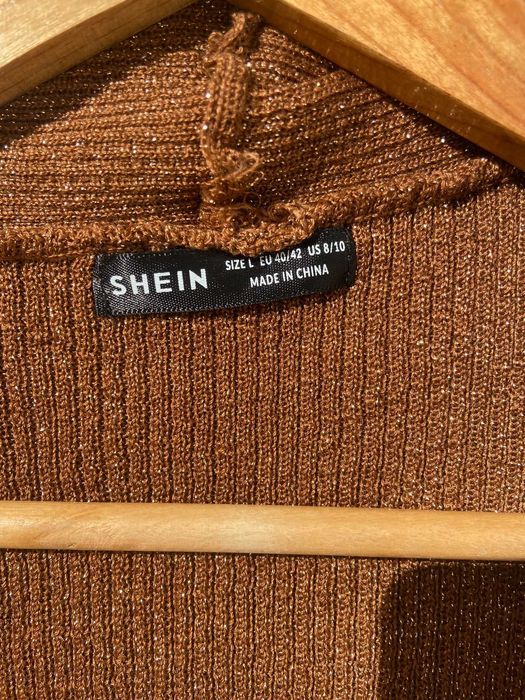 SHEIN
SIZE L EU 40/42 US 8/10
MADE IN CHINA